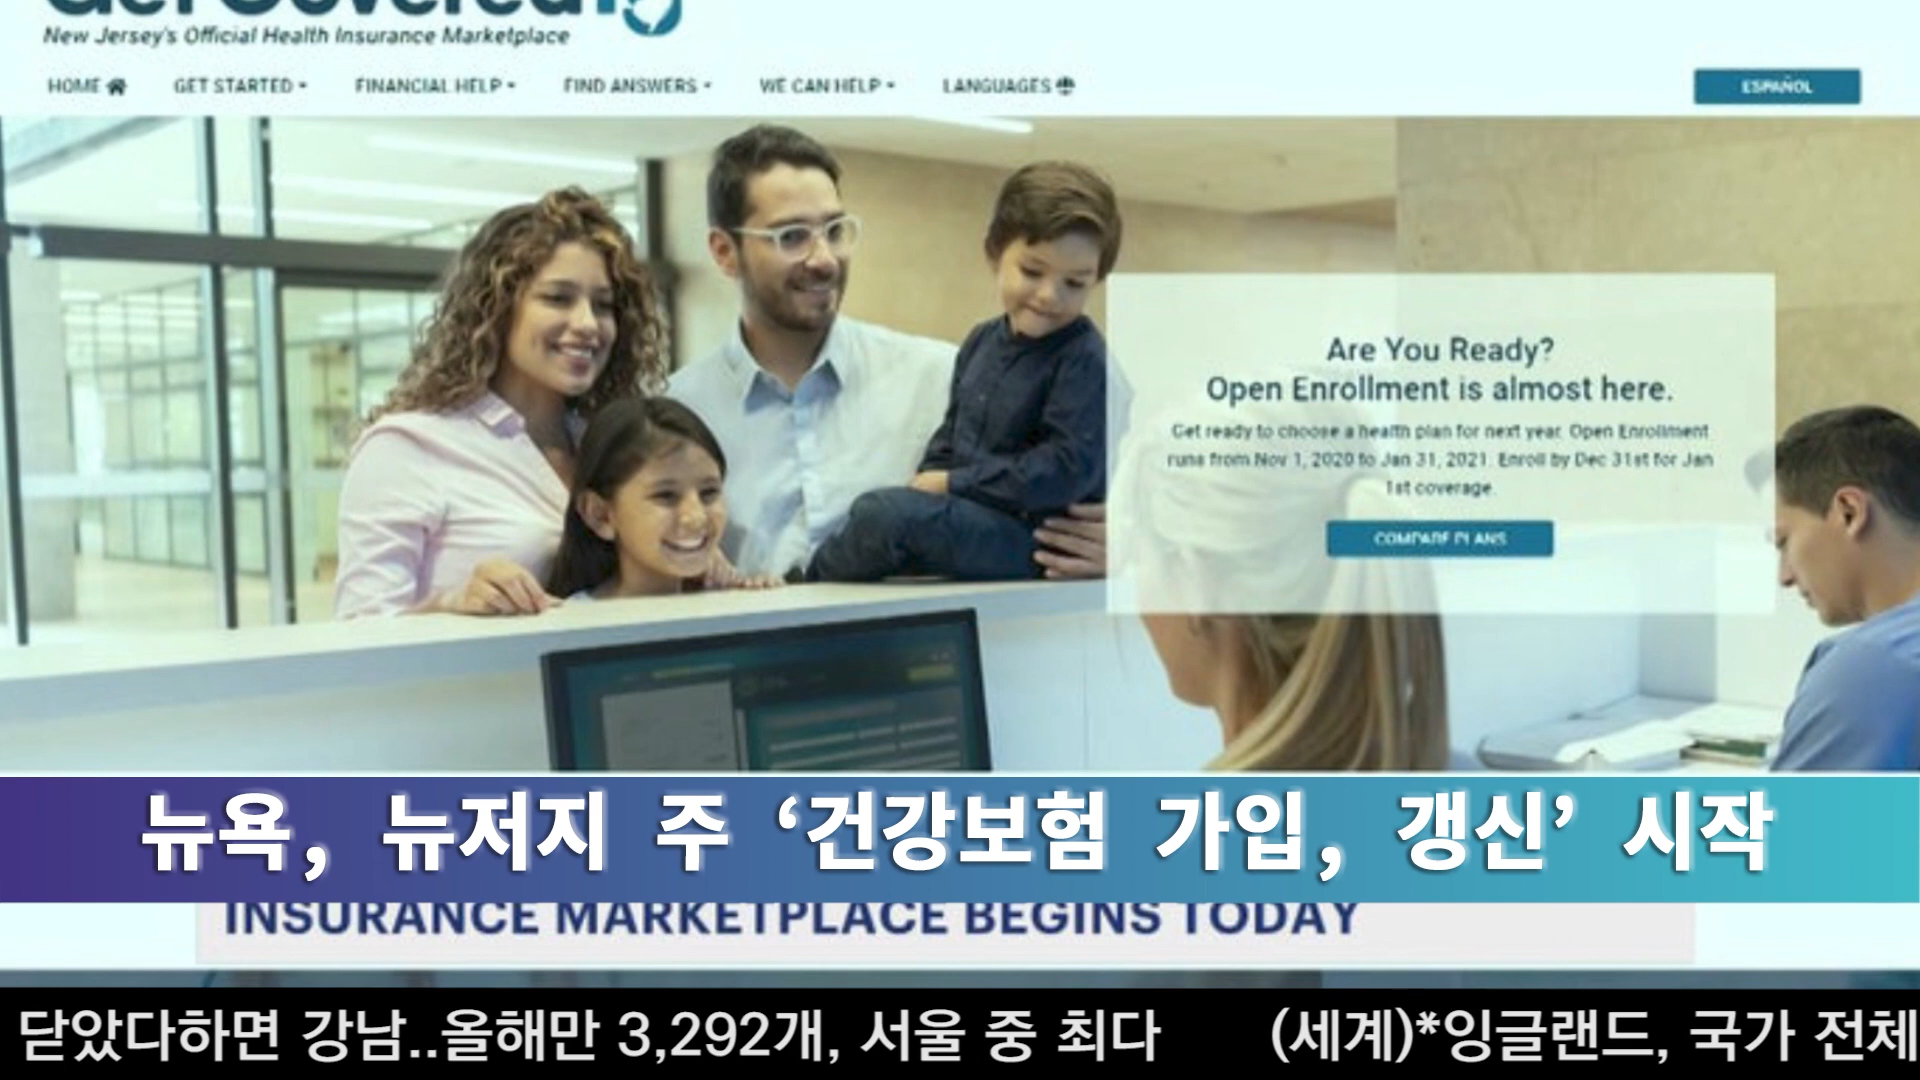 New Jersey's Official Health Insurance Marketplace
HOME GET STARTED FINANCIAL HELP FIND ANSWERS WE CAN HELP LANGUAGES ESPAÑOL
Are You Ready?
Open Enrollment is almost here.
Get ready to choose a health plan for next year. Open Enrollment
runs from Nov 1, 2020 to Jan 31, 2021. Enroll by Dec 31st for Jan
1st coverage.
COMPARE PLANS
뉴욕, 뉴저지 주 ‘건강보험 가입, 갱신’ 시작
INSURANCE MARKETPLACE BEGINS TODAY
닫았다하면 강남..올해만 3,292개, 서울 중 최다 (세계)*잉글랜드, 국가 전체